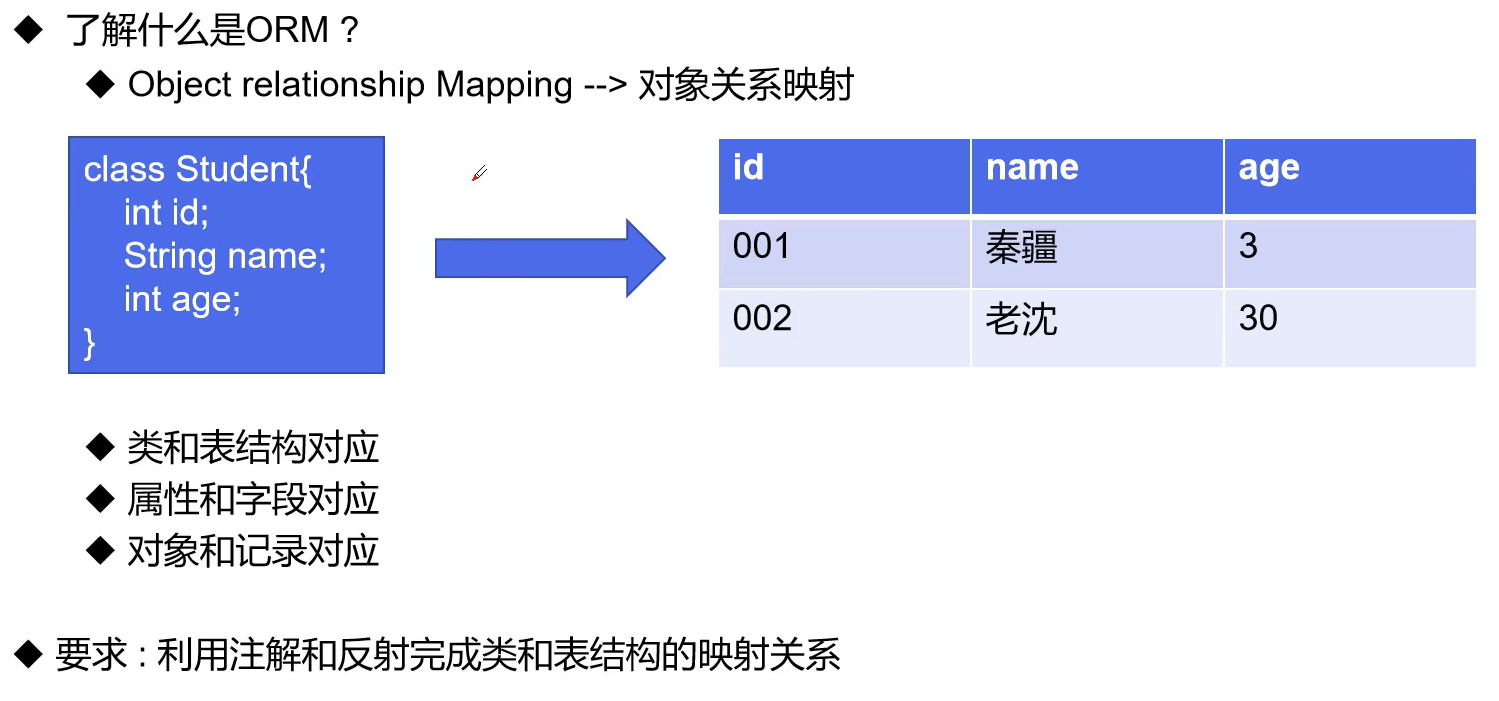 了解什么是ORM？
Object relationship Mapping --> 对象关系映射
class Student{
int id;
String name;
int age;
}
id name age
001 秦疆 3
002 老沈 30
类和表结构对应
属性和字段对应
对象和记录对应
要求 : 利用注解和反射完成类和表结构的映射关系